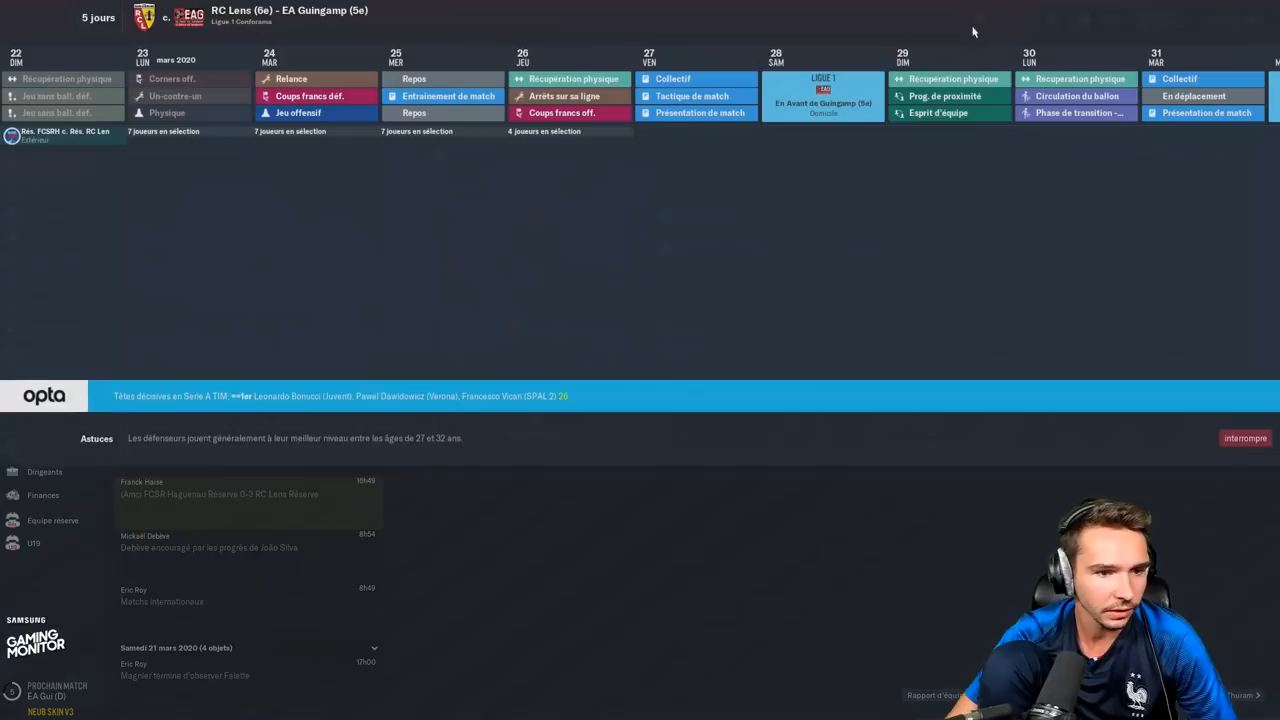 5 jours
RC Lens (6e) - EA Guingamp (5e)
c.
EAG
Ligue 1 Conforama
22 DIM
23 LUN
mars 2020
24 MAR
25 MER
26 JEU
27 VEN
28 SAM
29 DIM
30 LUN
31 MAR
Récupération physique
Corners off.
Relance
Repos
Récupération physique
Collectif
LIGUE 1
Récupération physique
Récupération physique
Collectif
Jeu sans ball. déf.
Un-contre-un
Coups francs déf.
Entrainement de match
Arrêts sur sa ligne
Tactique de match
En Avant de Guingamp (5e)
Prog. de proximité
Circulation du ballon
En déplacement
Jeu sans ball. déf.
Physique
Jeu offensif
Repos
Coups francs off.
Présentation de match
Domicile
Esprit d'équipe
Phase de transition -...
Présentation de match
Rés. FCSRH c. Rés. RC Len
Extérieur
7 joueurs en sélection
7 joueurs en sélection
7 joueurs en sélection
4 joueurs en sélection
opta
Têtes décisives en Serie A TIM: ==1er Leonardo Bonucci (Juvent), Pawel Dawidowicz (Verona), Francesco Vicari (SPAL 2) 26
Astuces
Les défenseurs jouent généralement à leur meilleur niveau entre les âges de 27 et 32 ans.
interrompre
Dirigeants
Finances
Equipe réserve
U19
Franck Haise
16h49
(Amc) FCSR Haguenau Réserve 0-3 RC Lens Réserve
Mickaël Debève
8h54
Debève encouragé par les progrès de João Silva
Eric Roy
8h49
Matchs internationaux
Samedi 21 mars 2020 (4 objets)
Eric Roy
17h00
Magnier termine d'observer Falette
SAMSUNG
GAMING
MONITOR
5
PROCHAIN MATCH
EA Gui (D)
NEUB SKIN V3
Rapport d'équi
Thuram